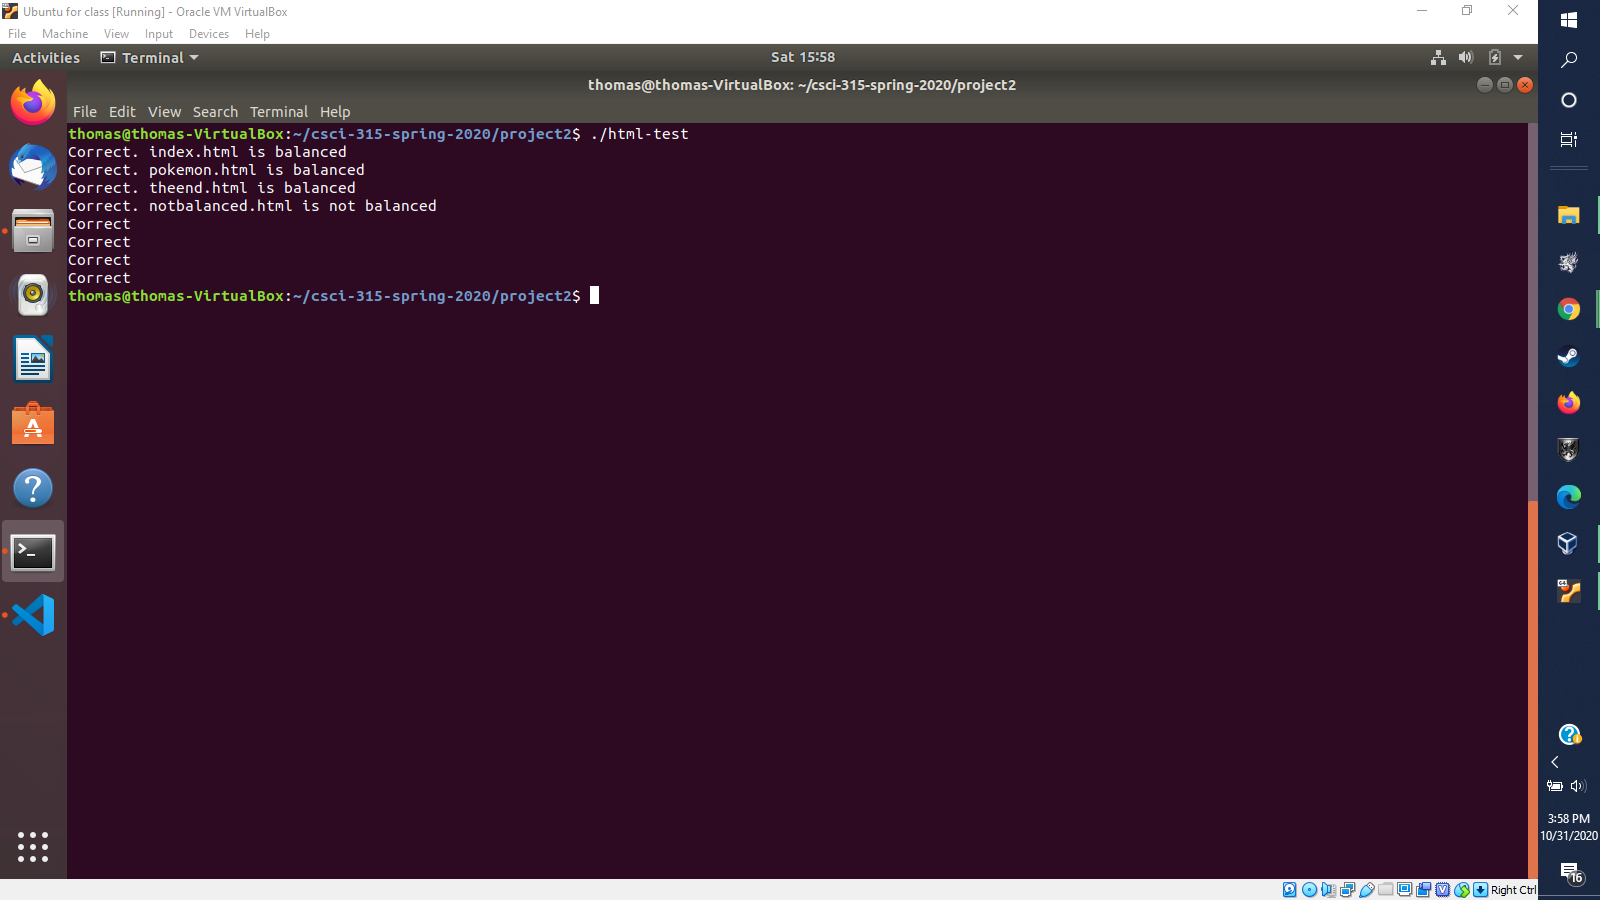 Ubuntu for class [Running] - Oracle VM VirtualBox
File Machine View Input Devices Help
Activities Terminal Sat 15:58
thomas@thomas-VirtualBox: ~/csci-315-spring-2020/project2
File Edit View Search Terminal Help
thomas@thomas-VirtualBox:~/csci-315-spring-2020/project2$ ./html-test
Correct. index.html is balanced
Correct. pokemon.html is balanced
Correct. theend.html is balanced
Correct. notbalanced.html is not balanced
Correct
Correct
Correct
Correct
thomas@thomas-VirtualBox:~/csci-315-spring-2020/project2$
3:58 PM
10/31/2020
16
Right Ctrl